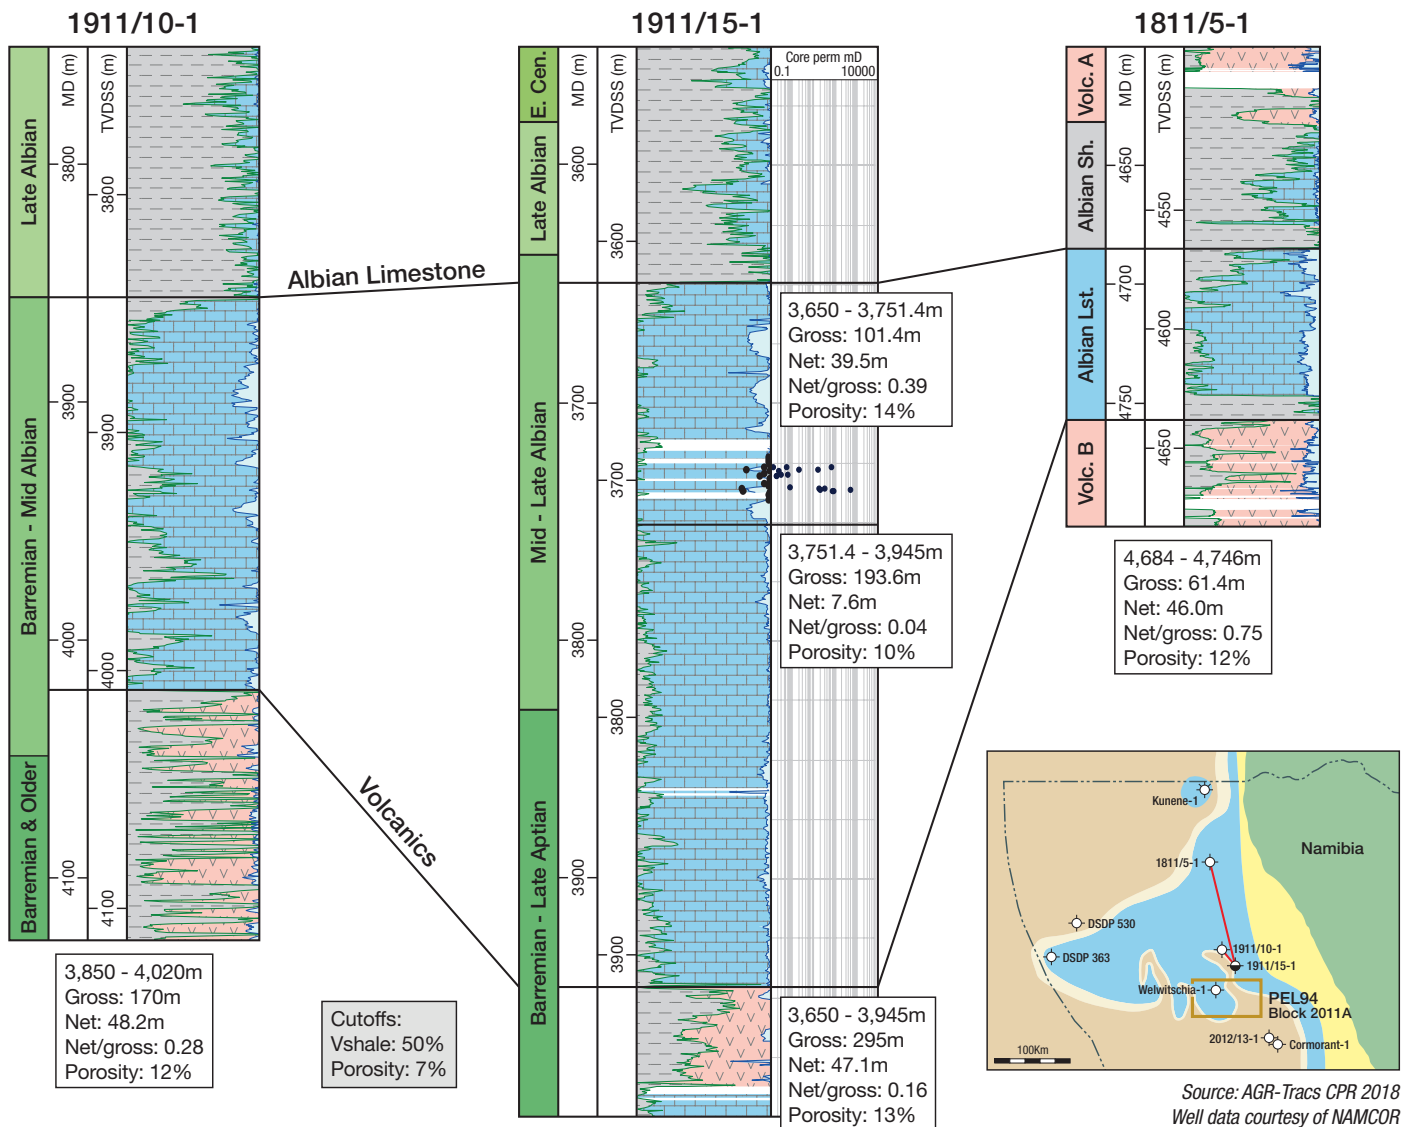 1911/10-1
1911/15-1
1811/5-1
Late Albian
Barremian - Mid Albian
Barremian & Older
MD (m)
3800
3900
4000
4100
TVDSS (m)
3800
3900
4000
4100
3,850 - 4,020m
Gross: 170m
Net: 48.2m
Net/gross: 0.28
Porosity: 12%
Albian Limestone
Volcanics
Cutoffs:
Vshale: 50%
Porosity: 7%
E. Cen.
Late Albian
Mid - Late Albian
Barremian - Late Aptian
MD (m)
3600
3700
3800
3900
TVDSS (m)
3600
3700
3800
3900
Core perm mD
0.1 10000
3,650 - 3,751.4m
Gross: 101.4m
Net: 39.5m
Net/gross: 0.39
Porosity: 14%
3,751.4 - 3,945m
Gross: 193.6m
Net: 7.6m
Net/gross: 0.04
Porosity: 10%
3,650 - 3,945m
Gross: 295m
Net: 47.1m
Net/gross: 0.16
Porosity: 13%
Volc. A
Albian Sh.
Albian Lst.
Volc. B
MD (m)
4650
4700
4750
TVDSS (m)
4550
4600
4650
4,684 - 4,746m
Gross: 61.4m
Net: 46.0m
Net/gross: 0.75
Porosity: 12%
Kunene-1
Namibia
1811/5-1
DSDP 530
DSDP 363
1911/10-1
1911/15-1
Welwitschia-1
PEL94
Block 2011A
2012/13-1
Cormorant-1
100Km
Source: AGR-Tracs CPR 2018
Well data courtesy of NAMCOR